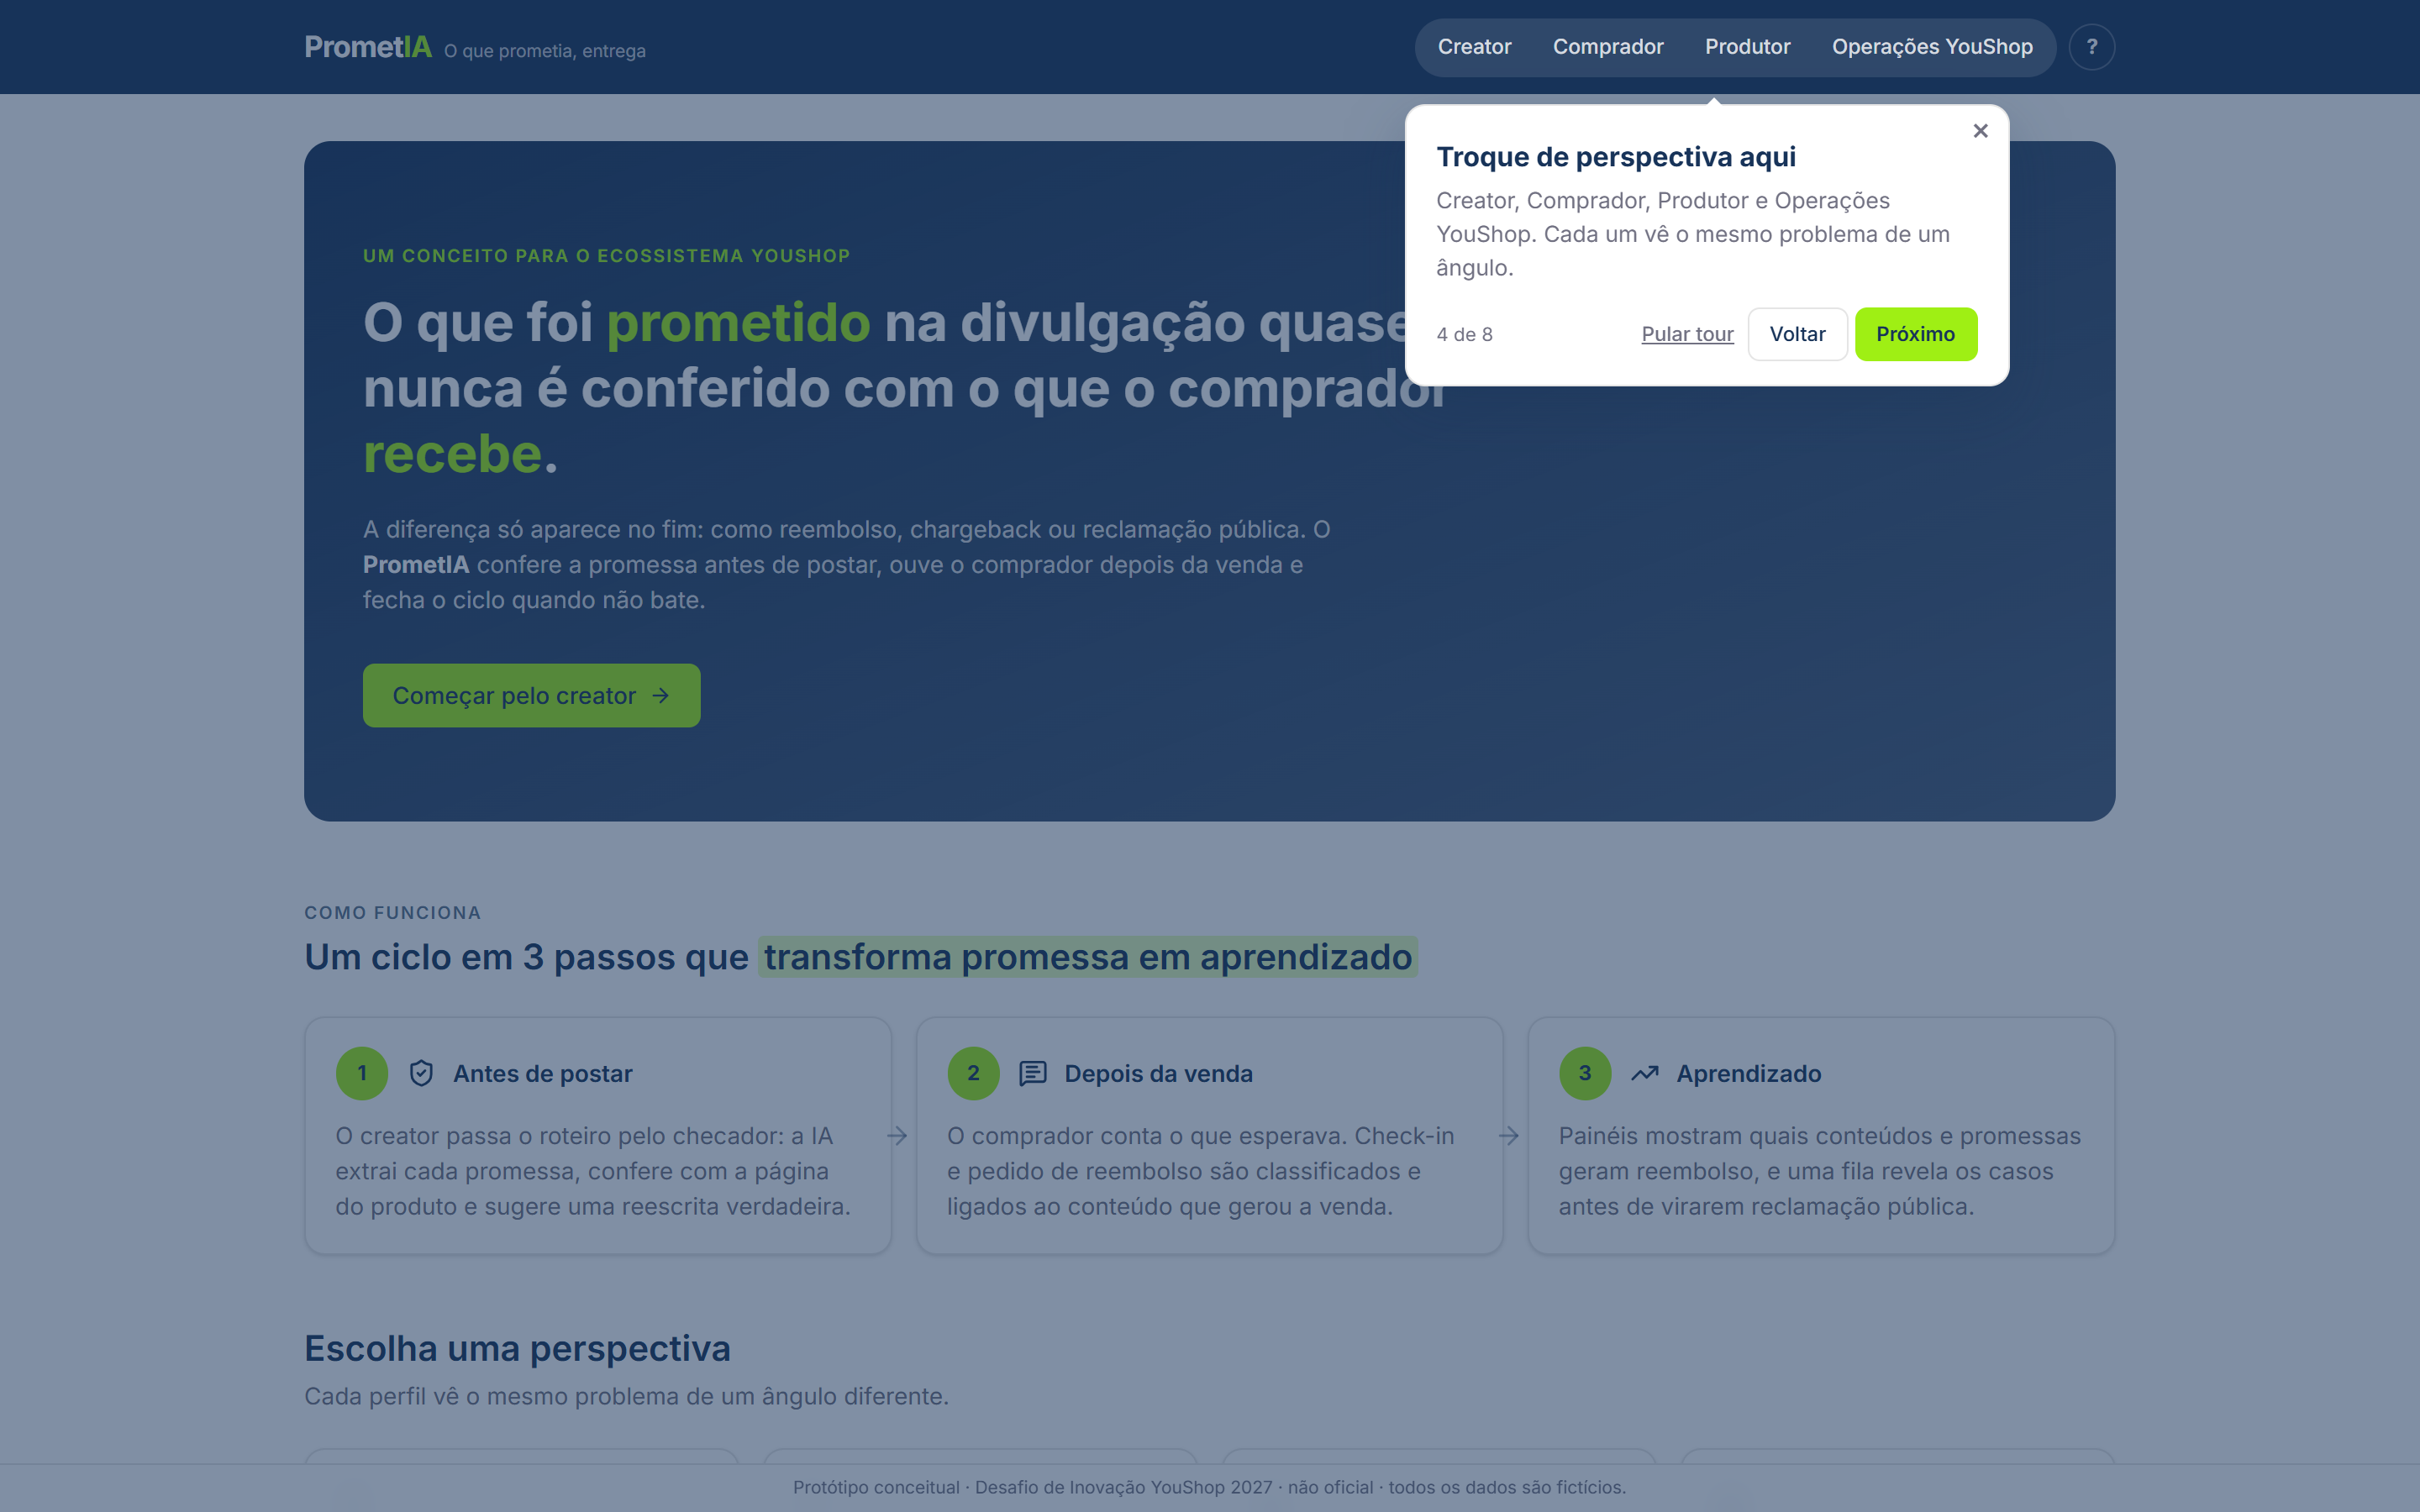 PrometIA O que prometia, entrega
Creator Comprador Produtor Operações YouShop ?
Troque de perspectiva aqui
Creator, Comprador, Produtor e Operações
YouShop. Cada um vê o mesmo problema de um
ângulo.
4 de 8 Pular tour Voltar Próximo
UM CONCEITO PARA O ECOSSISTEMA YOUSHOP
O que foi prometido na divulgação quase
nunca é conferido com o que o comprador
recebe.
A diferença só aparece no fim: como reembolso, chargeback ou reclamação pública. O
PrometIA confere a promessa antes de postar, ouve o comprador depois da venda e
fecha o ciclo quando não bate.
Começar pelo creator
COMO FUNCIONA
Um ciclo em 3 passos que transforma promessa em aprendizado
1 Antes de postar
O creator passa o roteiro pelo checador: a IA
extrai cada promessa, confere com a página
do produto e sugere uma reescrita verdadeira.
2 Depois da venda
O comprador conta o que esperava. Check-in
e pedido de reembolso são classificados e
ligados ao conteúdo que gerou a venda.
3 Aprendizado
Painéis mostram quais conteúdos e promessas
geram reembolso, e uma fila revela os casos
antes de virarem reclamação pública.
Escolha uma perspectiva
Cada perfil vê o mesmo problema de um ângulo diferente.
Protótipo conceitual · Desafio de Inovação YouShop 2027 · não oficial · todos os dados são fictícios.